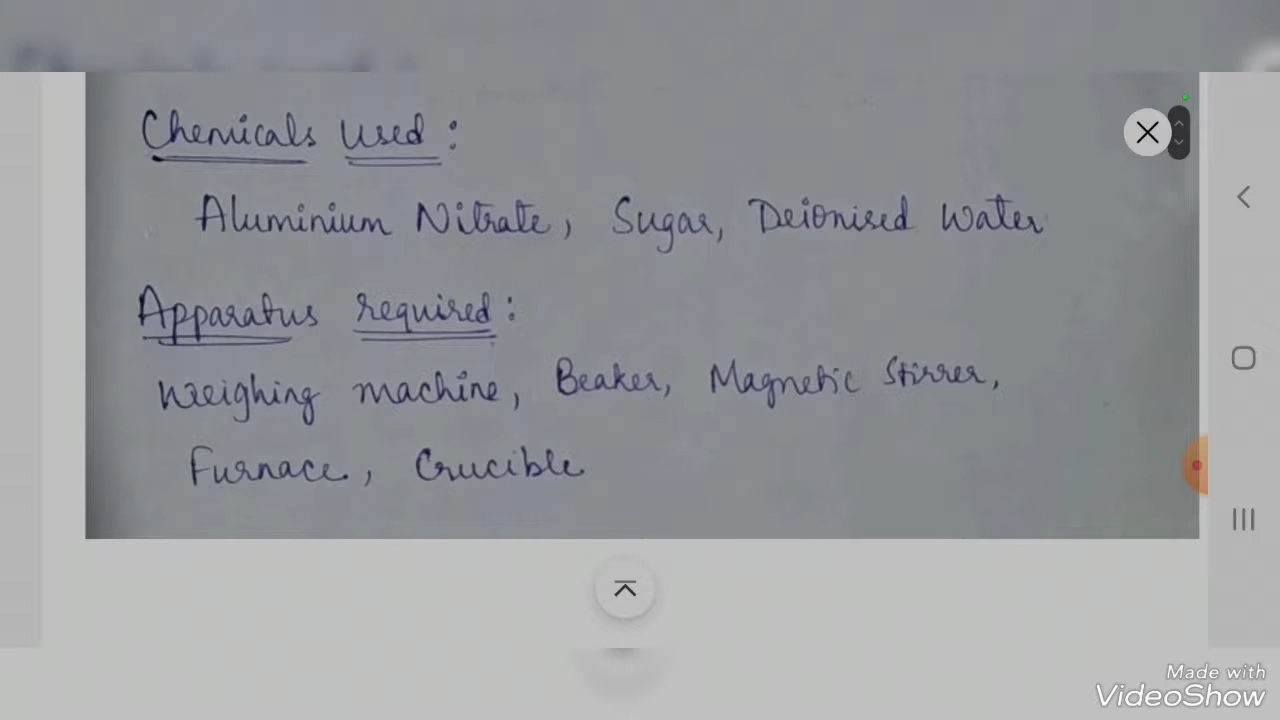 Chemicals used:
Aluminium Nitrate, Sugar, Deionised Water
Apparatus required:
Weighing machine, Beaker, Magnetic Stirrer,
Furnace, Crucible
Made with
VideoShow